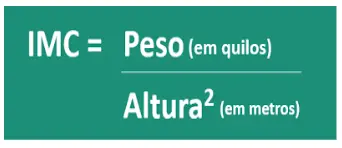 IMC = Peso (em quilos)
Altura² (em metros)